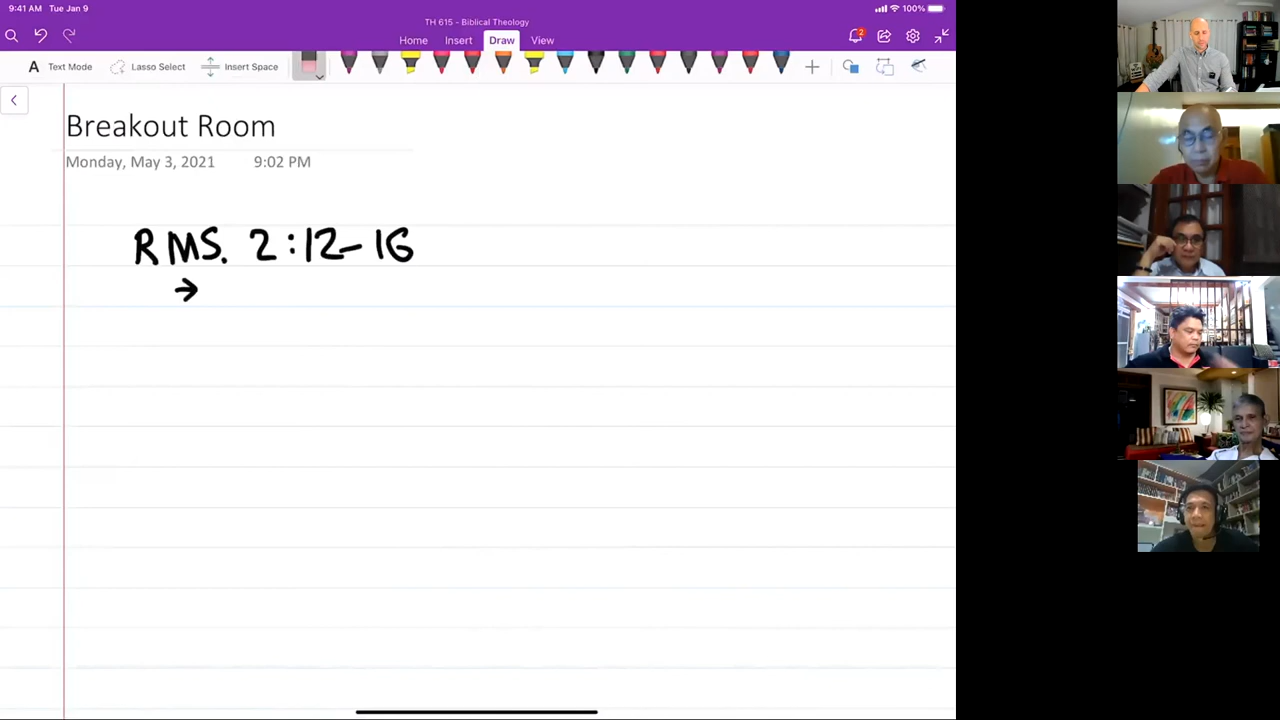 9:41 AM Tue Jan 9
100%
TH 615 - Biblical Theology
Home Insert Draw View
2
A Text Mode Lasso Select Insert Space
Breakout Room
Monday, May 3, 2021 9:02 PM
RMS. 2:12-16
→